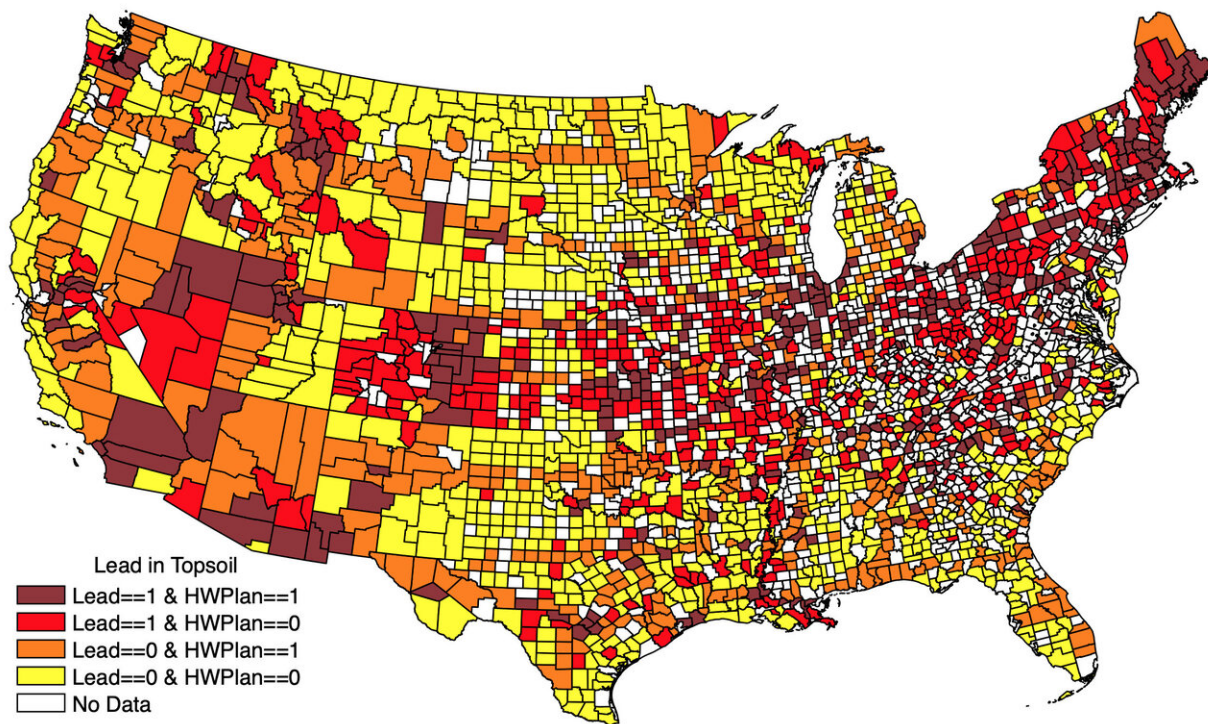 Lead in Topsoil
Lead==1 & HWPlan==1
Lead==1 & HWPlan==0
Lead==0 & HWPlan==1
Lead==0 & HWPlan==0
No Data